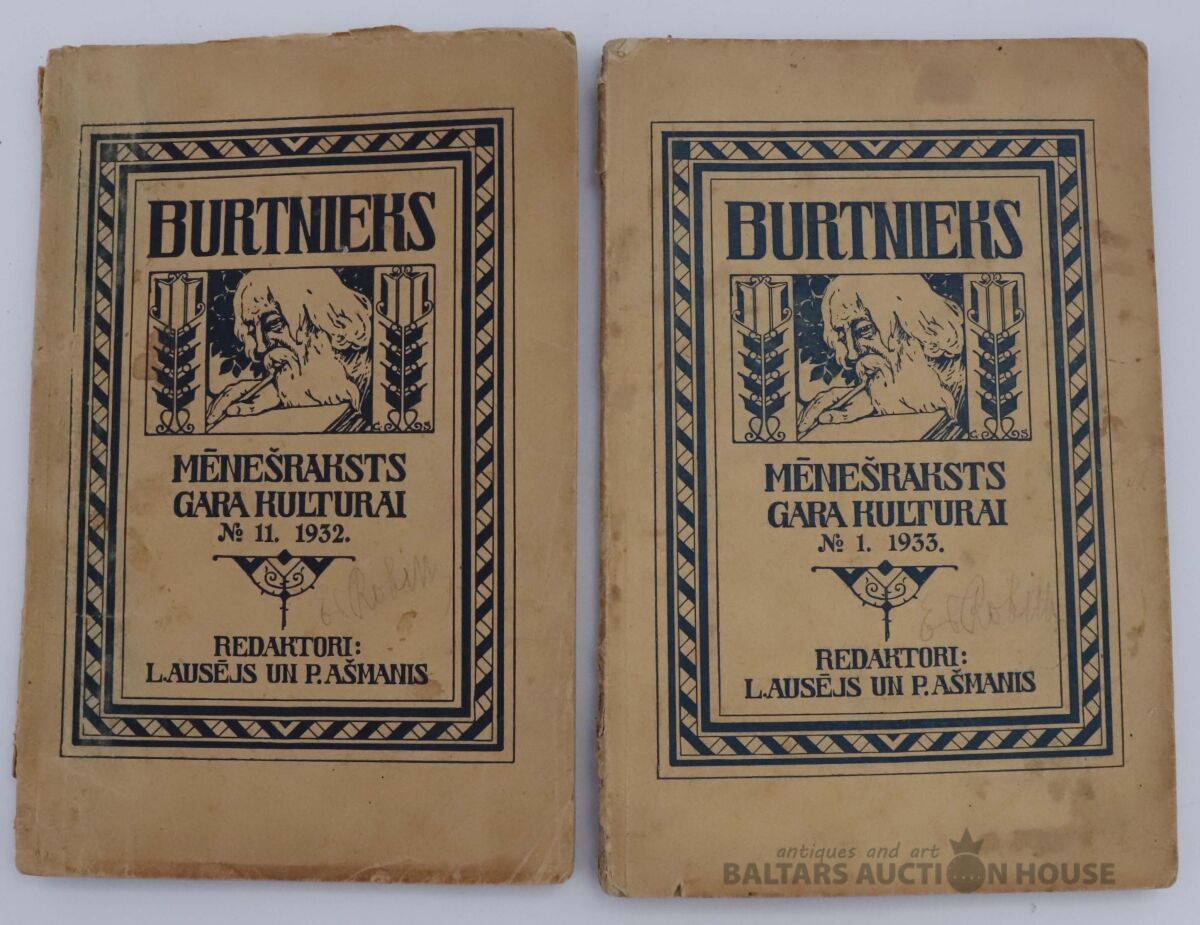 BURTNIEKS
G S
MĒNEŠRAKSTS
GARA KULTURAI
№ 11. 1932.
REDAKTORI:
L. AUSĒJS UN P. AŠMANIS
BURTNIEKS
G S
MĒNEŠRAKSTS
GARA KULTURAI
№ 1. 1933.
REDAKTORI:
L. AUSĒJS UN P. AŠMANIS
antiques and art
BALTARS AUCTION HOUSE